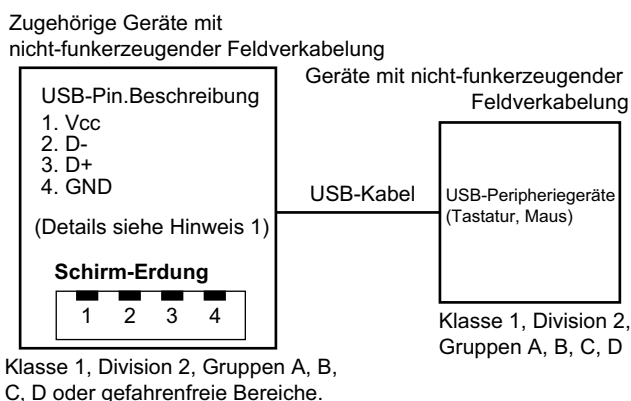 Zugehörige Geräte mit
nicht-funkerzeugender Feldverkabelung
USB-Pin.Beschreibung
1. Vcc
2. D-
3. D+
4. GND
(Details siehe Hinweis 1)
Schirm-Erdung
1 2 3 4
Klasse 1, Division 2, Gruppen A, B,
C, D oder gefahrenfreie Bereiche.
USB-Kabel
Geräte mit nicht-funkerzeugender
Feldverkabelung
USB-Peripheriegeräte
(Tastatur, Maus)
Klasse 1, Division 2,
Gruppen A, B, C, D